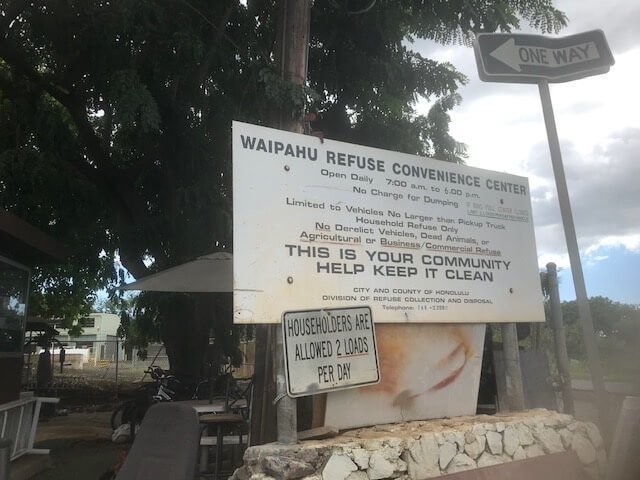 ONE WAY
WAIPAHU REFUSE CONVENIENCE CENTER
Open Daily 7:00 a.m. to 6:00 p.m.
No Charge for Dumping
Limited to Vehicles No Larger than Pickup Truck
Household Refuse Only
No Derelict Vehicles, Dead Animals, or
Agricultural or Business/Commercial Refuse
THIS IS YOUR COMMUNITY
HELP KEEP IT CLEAN
CITY AND COUNTY OF HONOLULU
DIVISION OF REFUSE COLLECTION AND DISPOSAL
Telephone:
HOUSEHOLDERS ARE
ALLOWED 2 LOADS
PER DAY